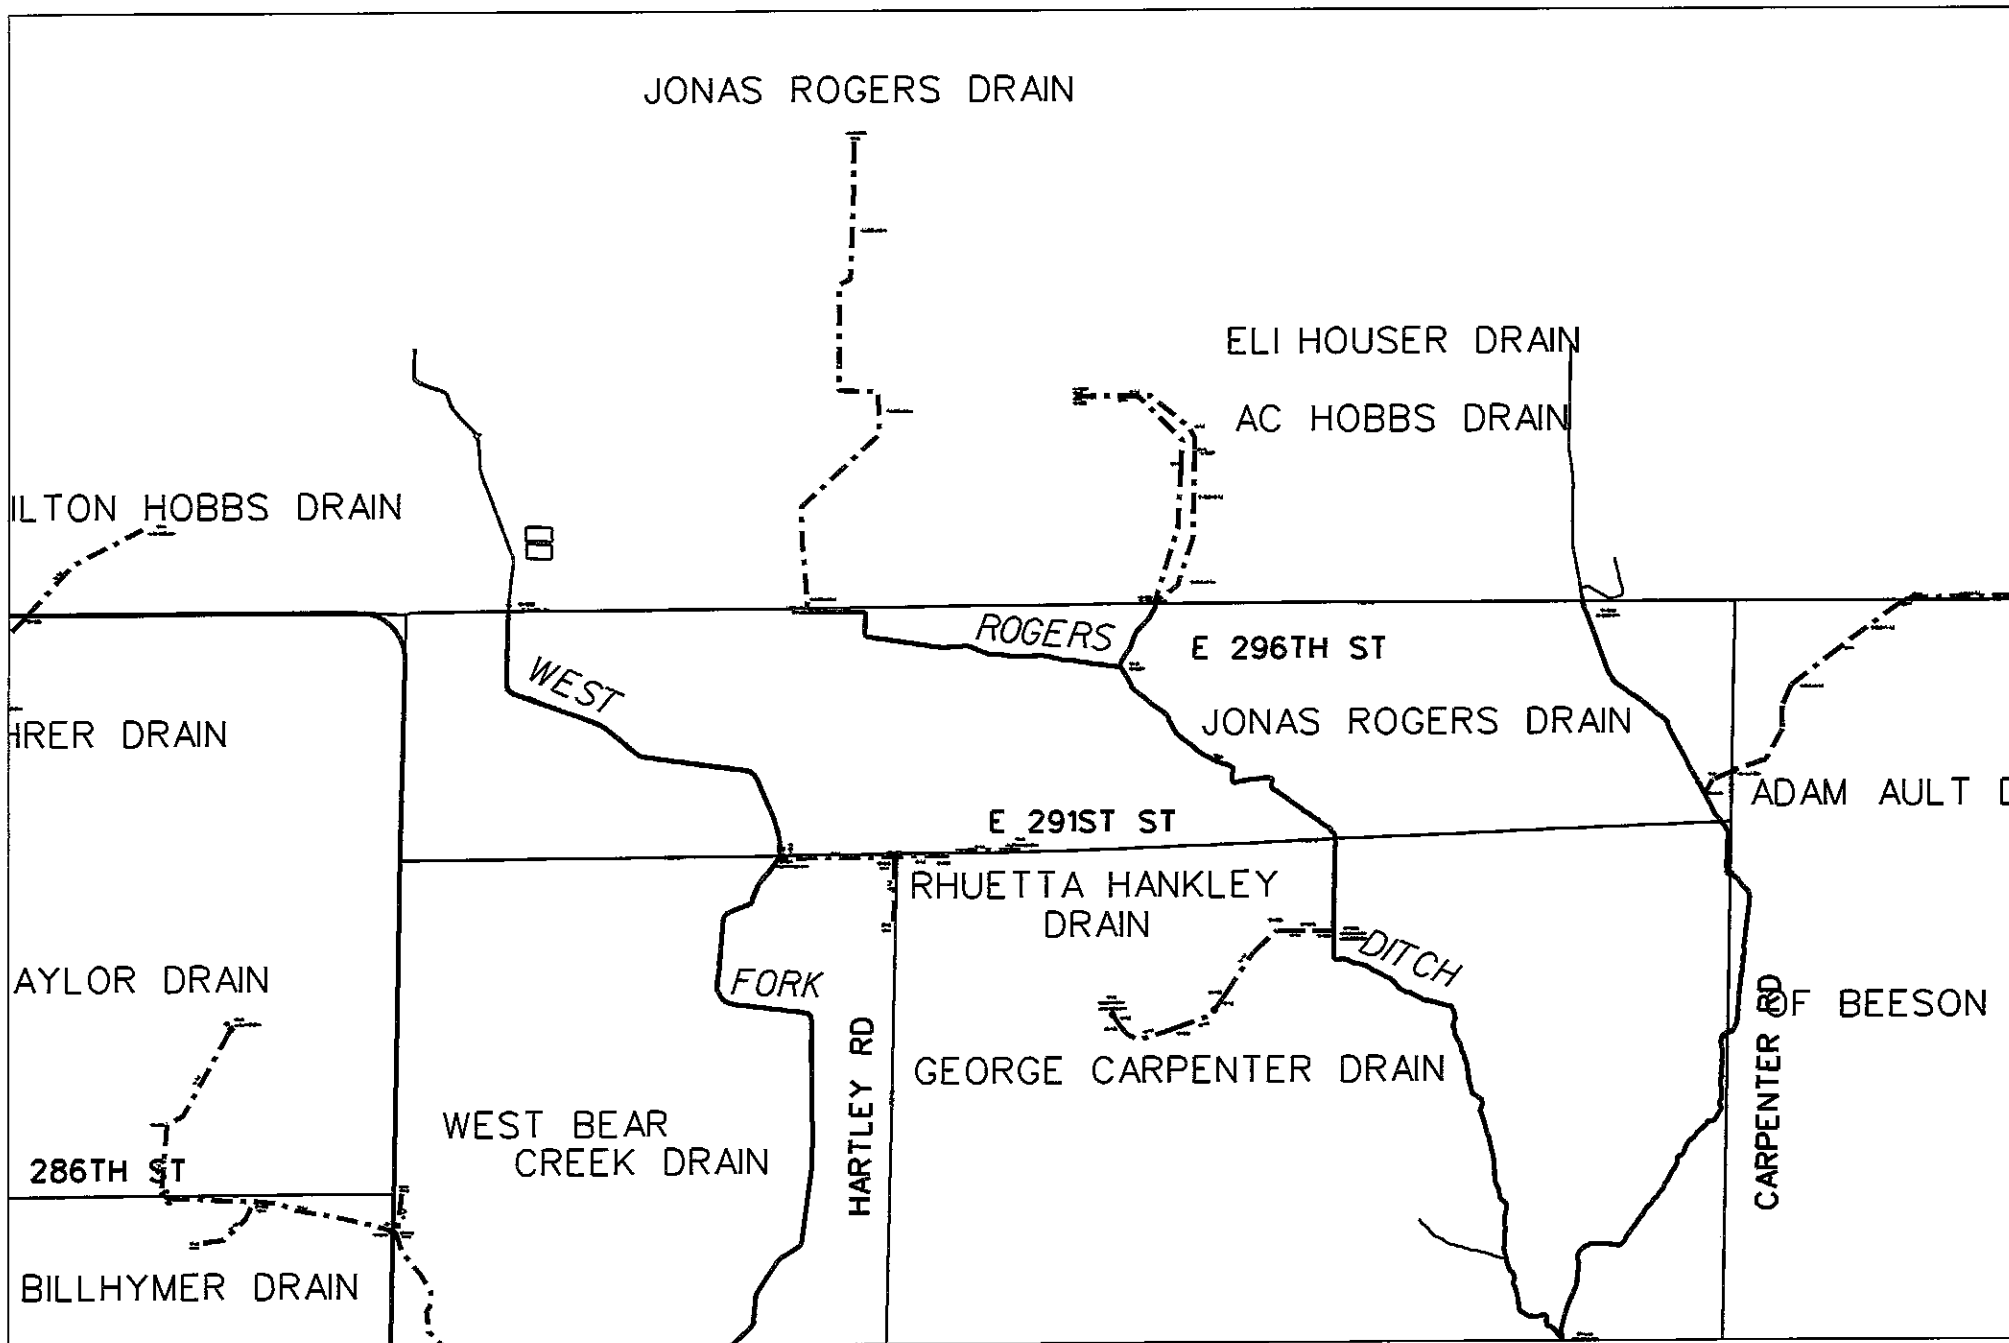 JONAS ROGERS DRAIN
ELI HOUSER DRAIN
AC HOBBS DRAIN
ILTON HOBBS DRAIN
ROGERS
E 296TH ST
WEST
JONAS ROGERS DRAIN
HRER DRAIN
ADAM AULT D
E 291ST ST
RHUETTA HANKLEY
DRAIN
DITCH
AYLOR DRAIN
FORK
OF BEESON
HARTLEY RD
CARPENTER RD
GEORGE CARPENTER DRAIN
WEST BEAR
CREEK DRAIN
286TH ST
BILLHYMER DRAIN